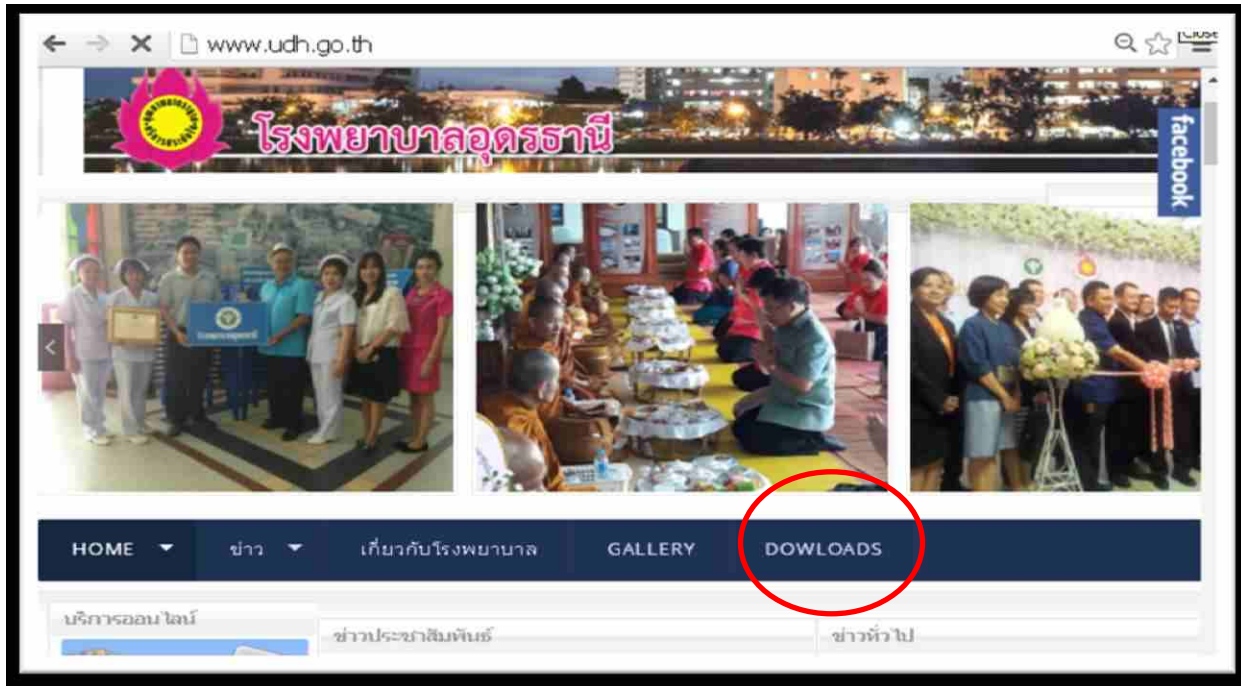 www.udh.go.th
โรงพยาบาลอุดรธานี
facebook
HOME ข่าว เกี่ยวกับโรงพยาบาล GALLERY DOWLOADS
บริการออนไลน์
ข่าวประชาสัมพันธ์ ข่าวทั่วไป